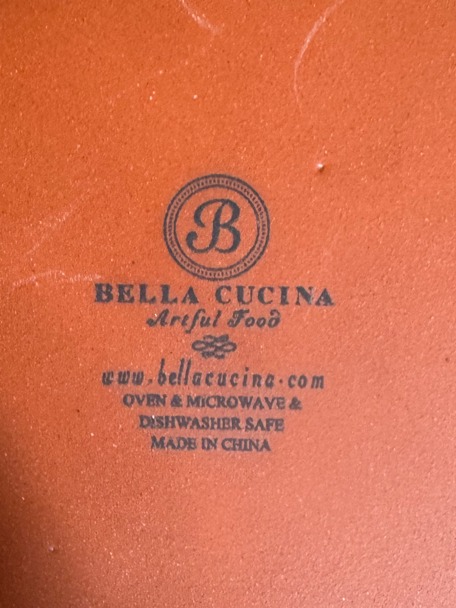 B
BELLA CUCINA
Artful Food
www.bellacucina.com
OVEN & MICROWAVE &
DISHWASHER SAFE
MADE IN CHINA